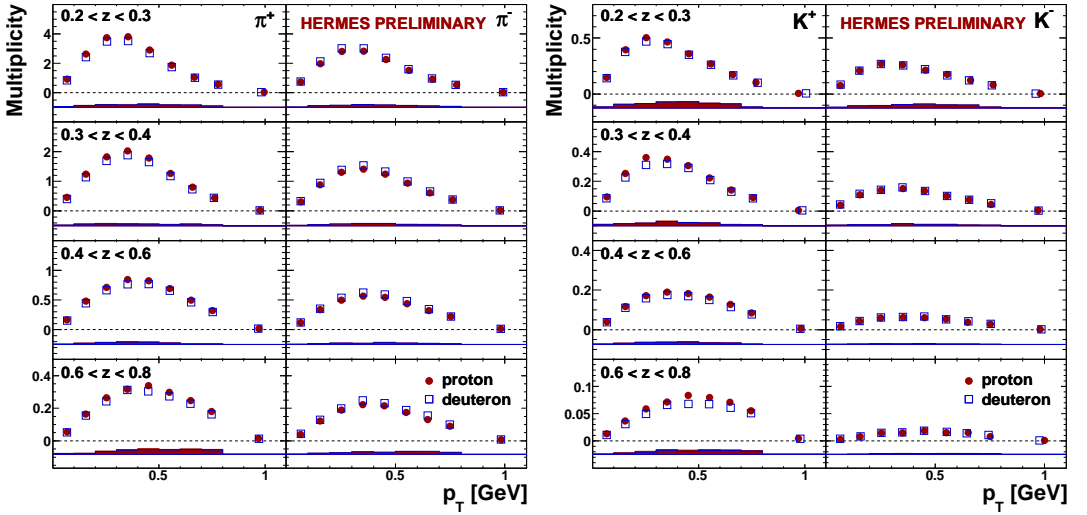 0.2 < z < 0.3 π⁺ HERMES PRELIMINARY π⁻
Multiplicity
4
2
0
0.3 < z < 0.4
2
1
0
0.4 < z < 0.6
1
0.5
0
0.6 < z < 0.8
0.4
0.2
0
proton
deuteron
0.5 1 0.5 1
p_T [GeV]
0.2 < z < 0.3 K⁺ HERMES PRELIMINARY K⁻
Multiplicity
0.5
0
0.3 < z < 0.4
0.4
0.2
0
0.4 < z < 0.6
0.4
0.2
0
0.6 < z < 0.8
0.1
0.05
0
proton
deuteron
0.5 1 0.5 1
p_T [GeV]